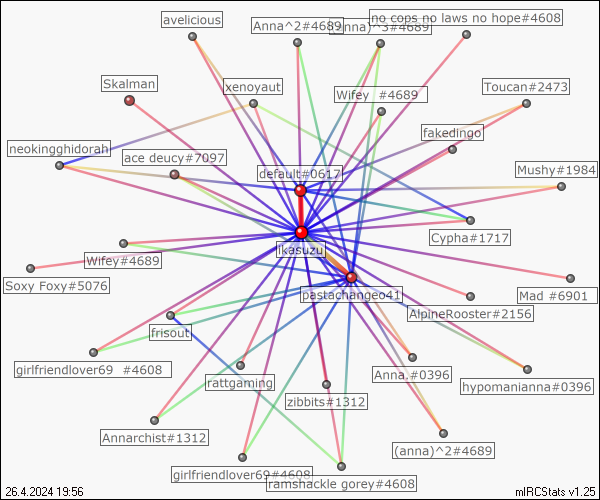 avelicious
Anna^2#4689
(anna)^3#4689
no cops no laws no hope#4608
Skalman
xenoyaut
Wifey #4689
Toucan#2473
fakedingo
neokingghidorah
ace deucy#7097
default#0617
Mushy#1984
ikasuzu
Cypha#1717
Wifey#4689
Soxy Foxy#5076
pastachangeo41
Mad #6901
AlpineRooster#2156
frisout
girlfriendlover69 #4608
rattgaming
Anna.#0396
hypomanianna#0396
zibbits#1312
Annarchist#1312
(anna)^2#4689
girlfriendlover69#4608
ramshackle gorey#4608
26.4.2024 19:56
mIRCStats v1.25